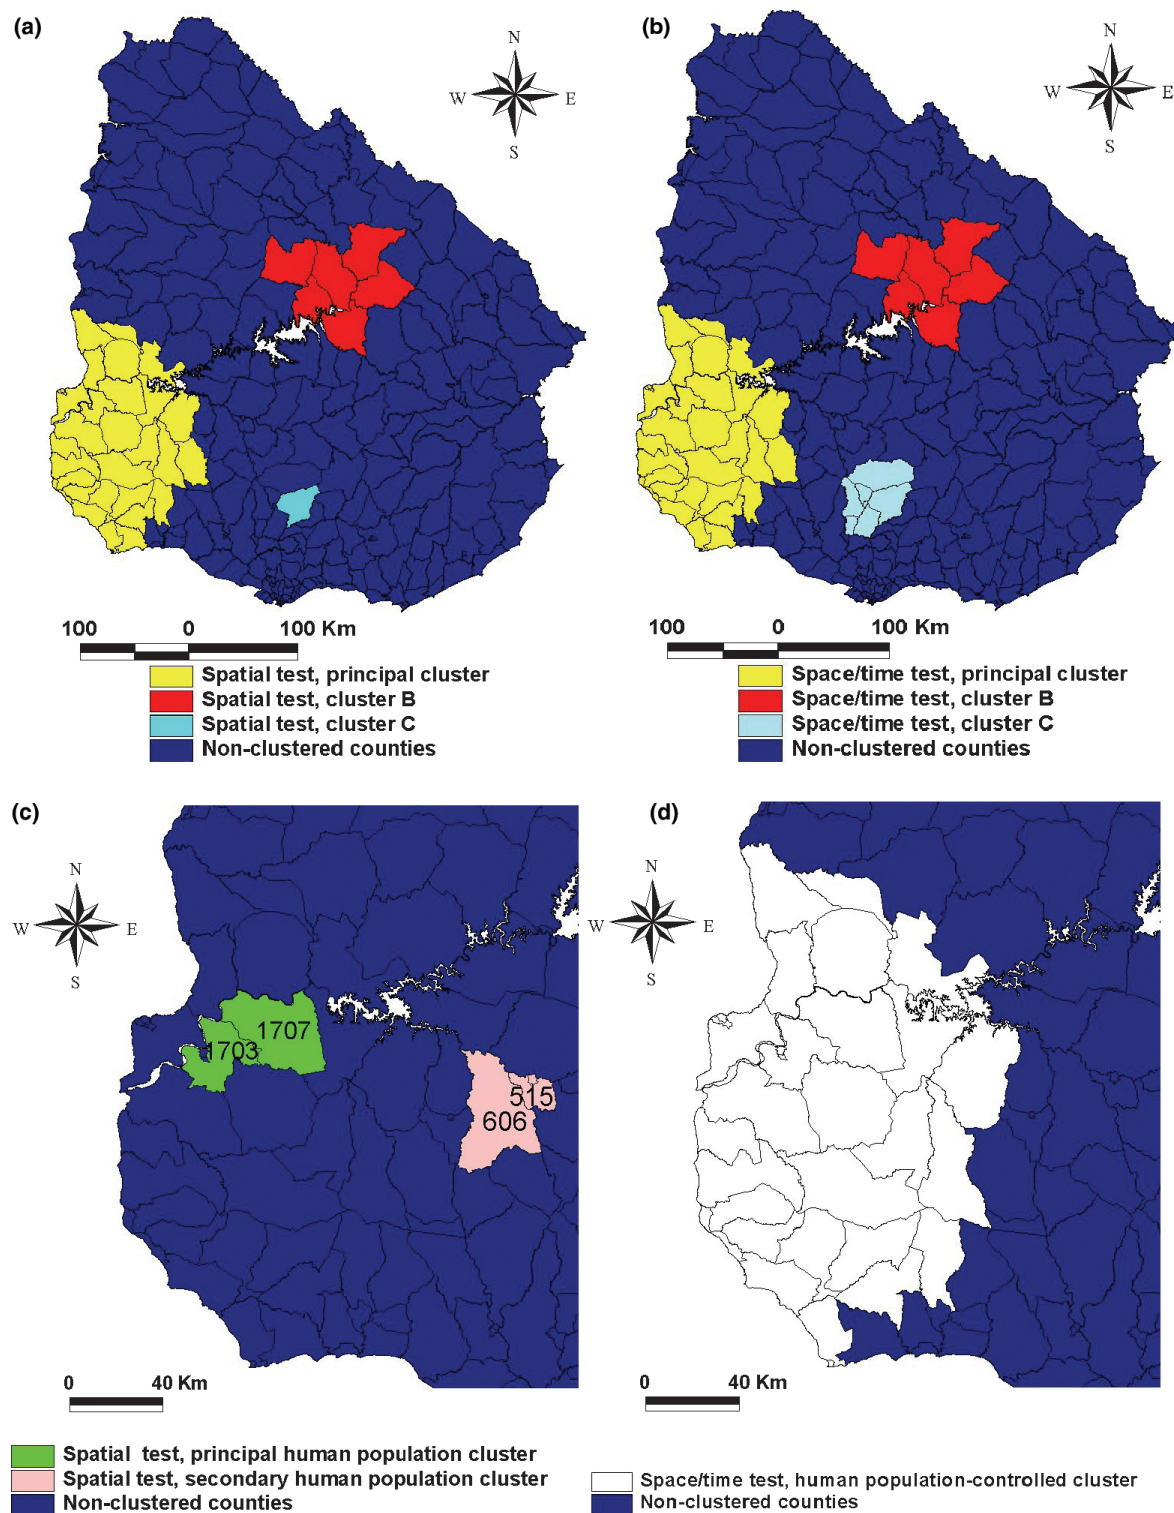 (a)
N
W
E
S
100
0
100 Km
Spatial test, principal cluster
Spatial test, cluster B
Spatial test, cluster C
Non-clustered counties
(b)
N
W
E
S
100
0
100 Km
Space/time test, principal cluster
Space/time test, cluster B
Space/time test, cluster C
Non-clustered counties
(c)
N
W
E
S
1707
1703
515
606
0
40 Km
Spatial test, principal human population cluster
Spatial test, secondary human population cluster
Non-clustered counties
(d)
N
W
E
S
0
40 Km
Space/time test, human population-controlled cluster
Non-clustered counties